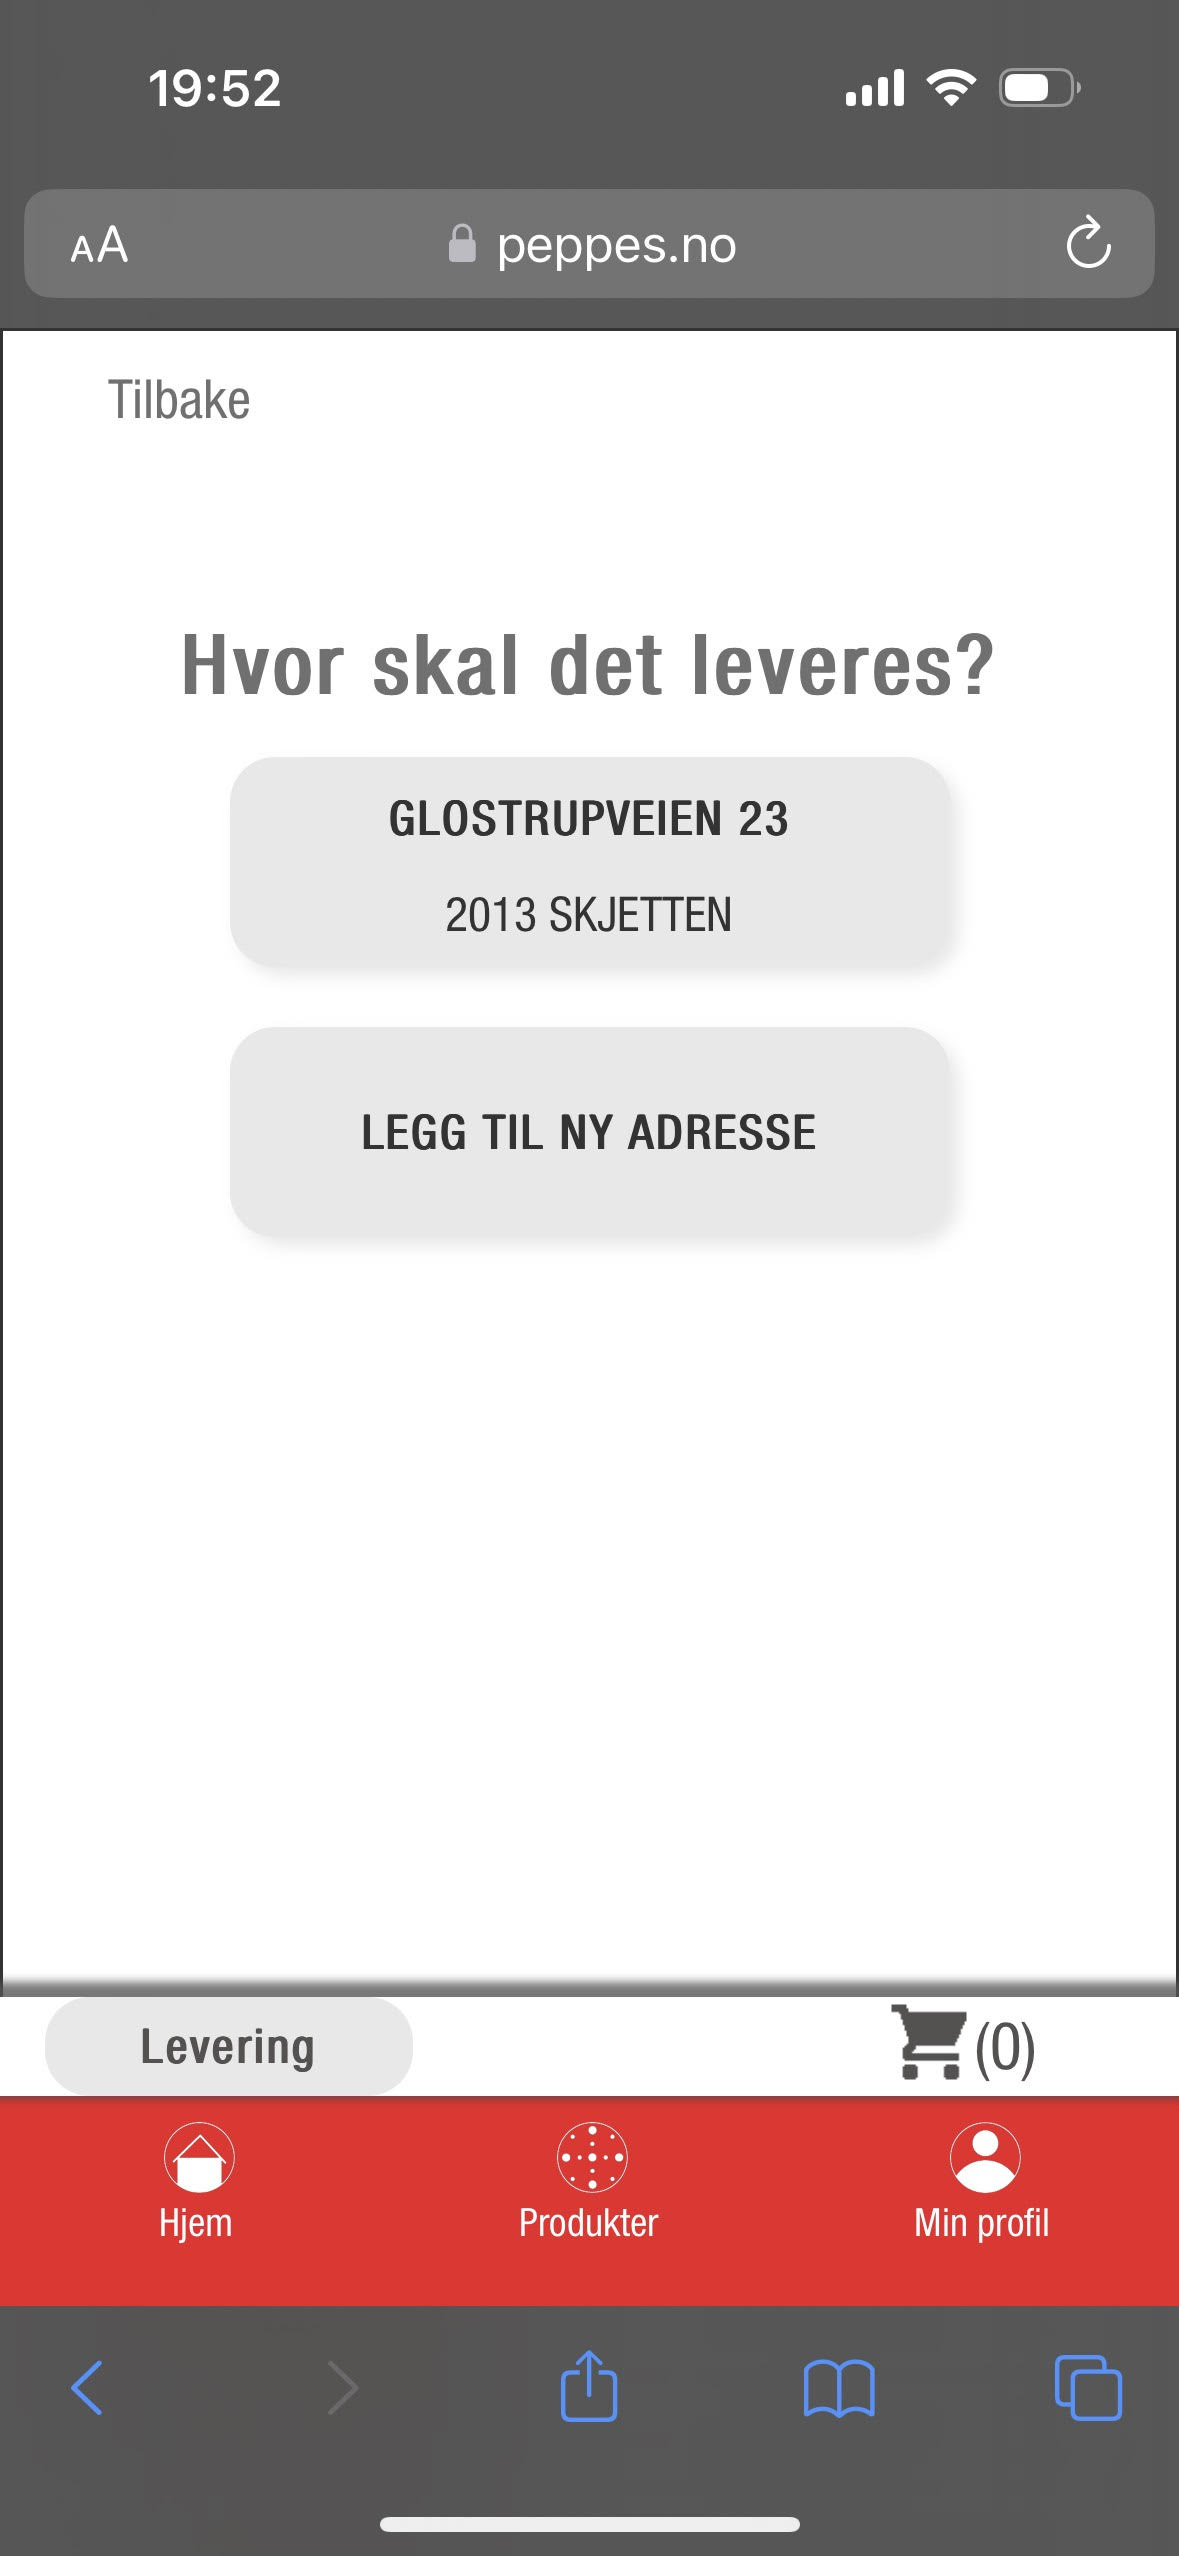 19:52
AA
peppes.no
Tilbake
Hvor skal det leveres?
GLOSTRUPVEIEN 23
2013 SKJETTEN
LEGG TIL NY ADRESSE
Levering
(0)
Hjem
Produkter
Min profil